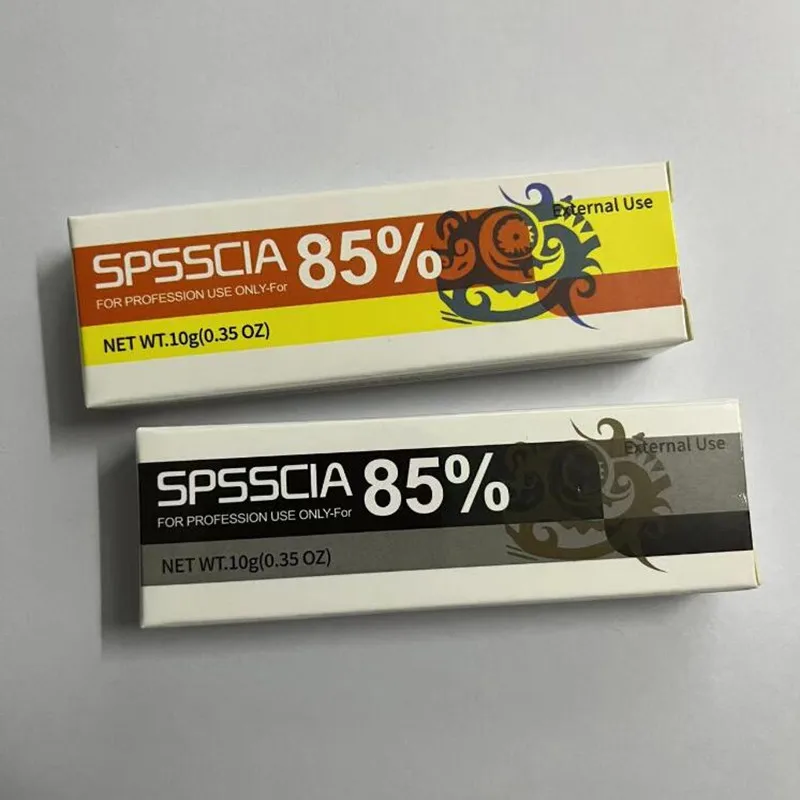 External Use
SPSSCIA 85%
FOR PROFESSION USE ONLY-For
NET WT.10g(0.35 OZ)
External Use
SPSSCIA 85%
FOR PROFESSION USE ONLY-For
NET WT.10g(0.35 OZ)